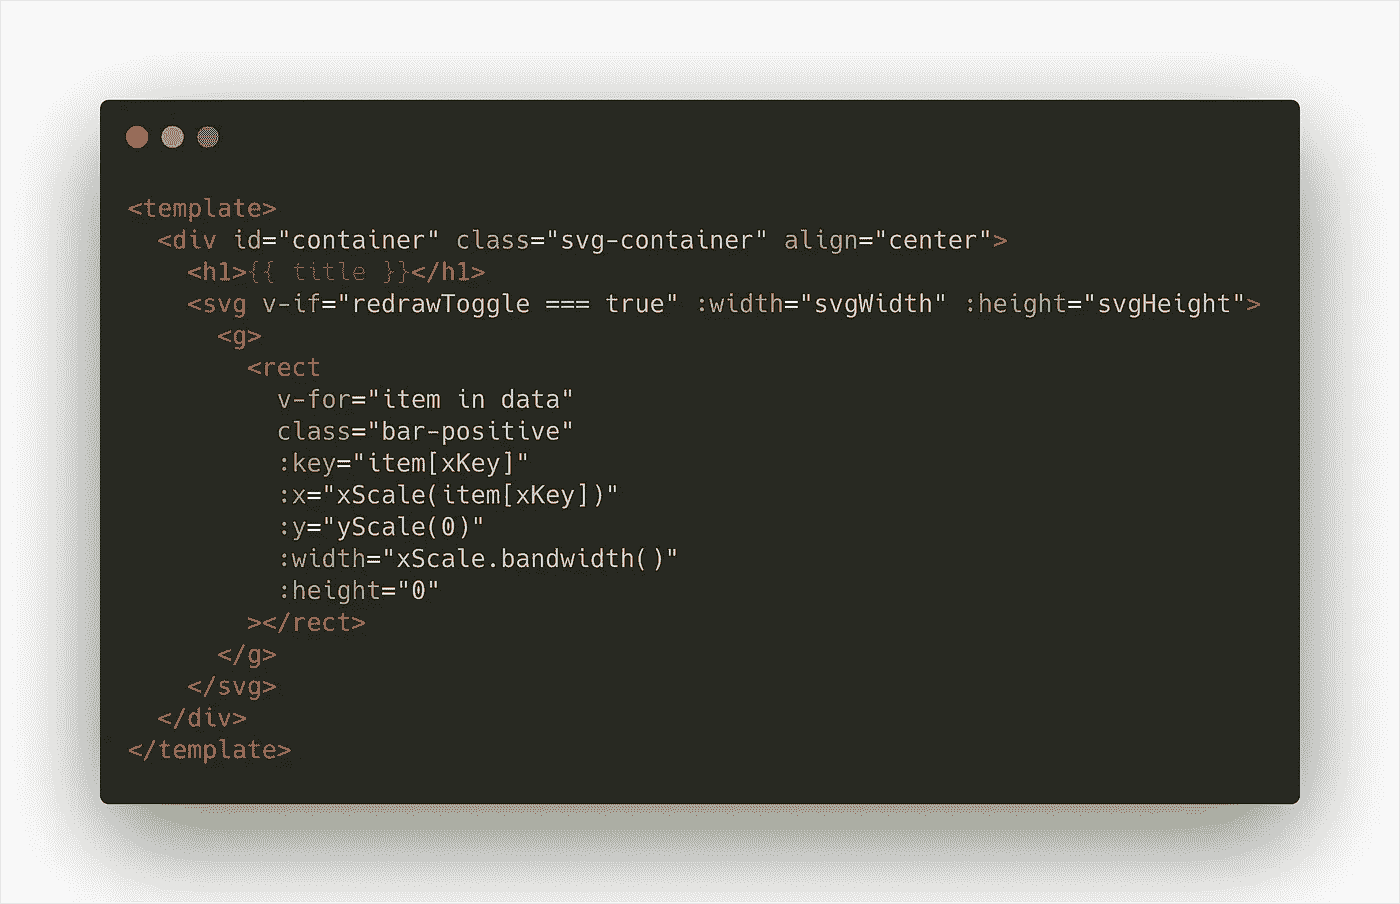 <template>
  <div id="container" class="svg-container" align="center">
    <h1>{{ title }}</h1>
    <svg v-if="redrawToggle === true" :width="svgWidth" :height="svgHeight">
      <g>
        <rect
          v-for="item in data"
          class="bar-positive"
          :key="item[xKey]"
          :x="xScale(item[xKey])"
          :y="yScale(0)"
          :width="xScale.bandwidth()"
          :height="0"
        ></rect>
      </g>
    </svg>
  </div>
</template>